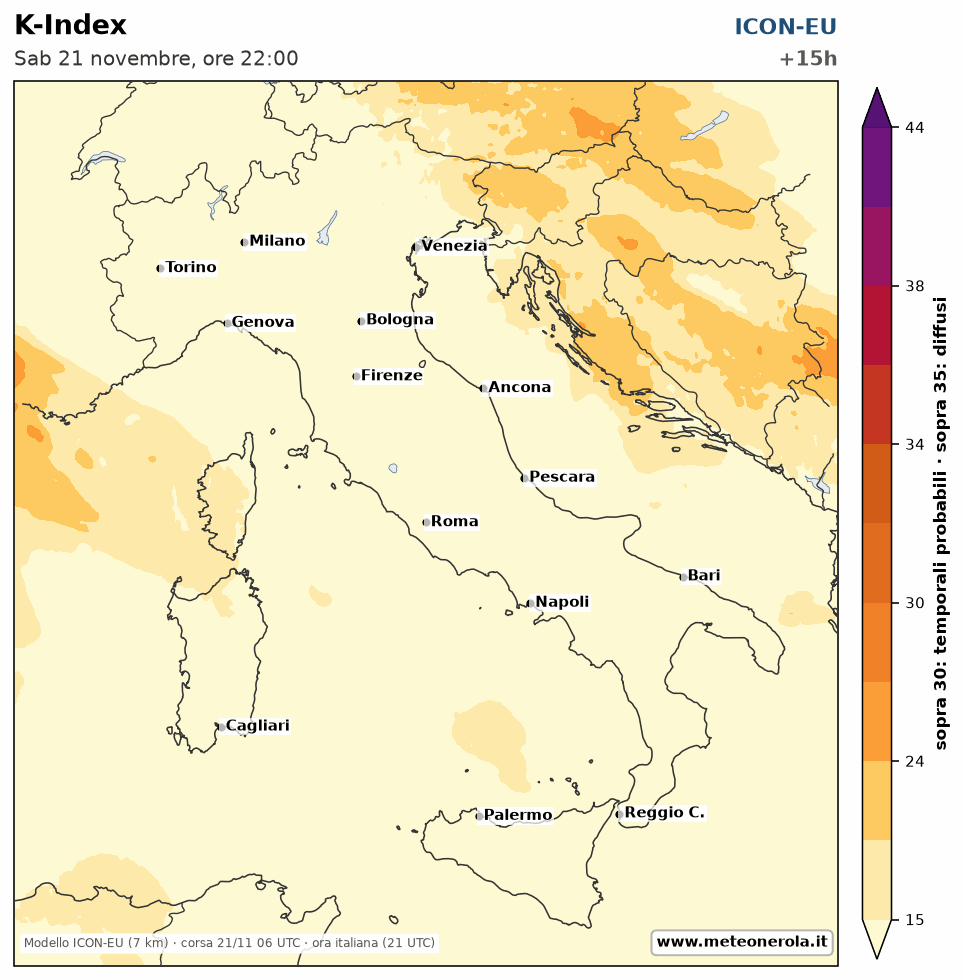 K-Index
ICON-EU
Sab 21 novembre, ore 22:00
+15h
Milano
Venezia
Torino
Genova
Bologna
Firenze
Ancona
Pescara
Roma
Bari
Napoli
Cagliari
Palermo
Reggio C.
44
38
34
30
24
15
sopra 30: temporali probabili · sopra 35: diffusi
Modello ICON-EU (7 km) · corsa 21/11 06 UTC · ora italiana (21 UTC)
www.meteonerola.it